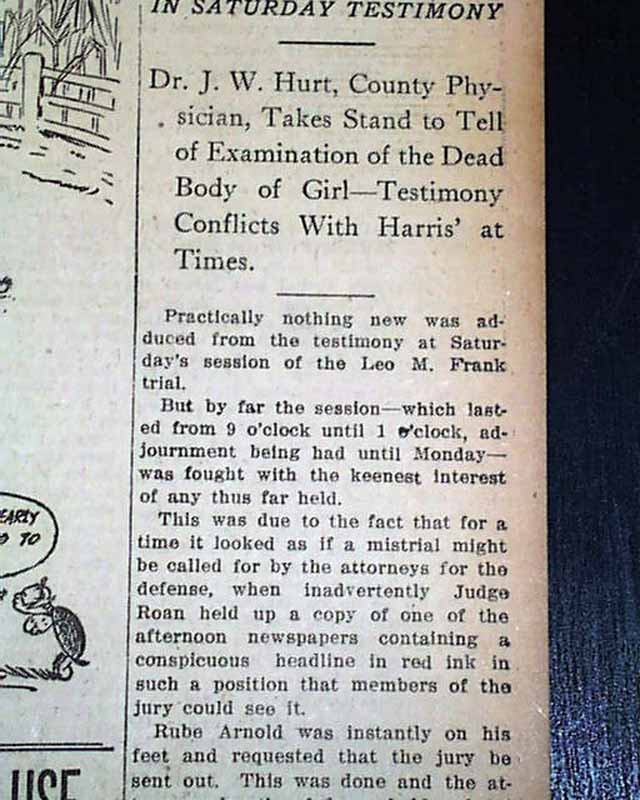 IN SATURDAY TESTIMONY
Dr. J. W. Hurt, County Phy-
sician, Takes Stand to Tell
of Examination of the Dead
Body of Girl—Testimony
Conflicts With Harris' at
Times.
Practically nothing new was ad-
duced from the testimony at Satur-
day's session of the Leo M. Frank
trial.
But by far the session—which last-
ed from 9 o'clock until 1 o'clock, ad-
journment being had until Monday—
was fought with the keenest interest
of any thus far held.
This was due to the fact that for a
time it looked as if a mistrial might
be called for by the attorneys for the
defense, when inadvertently Judge
Roan held up a copy of one of the
afternoon newspapers containing a
conspicuous headline in red ink in
such a position that members of the
jury could see it.
Rube Arnold was instantly on his
feet and requested that the jury be
sent out. This was done and the at-
EARLY
TO
USE